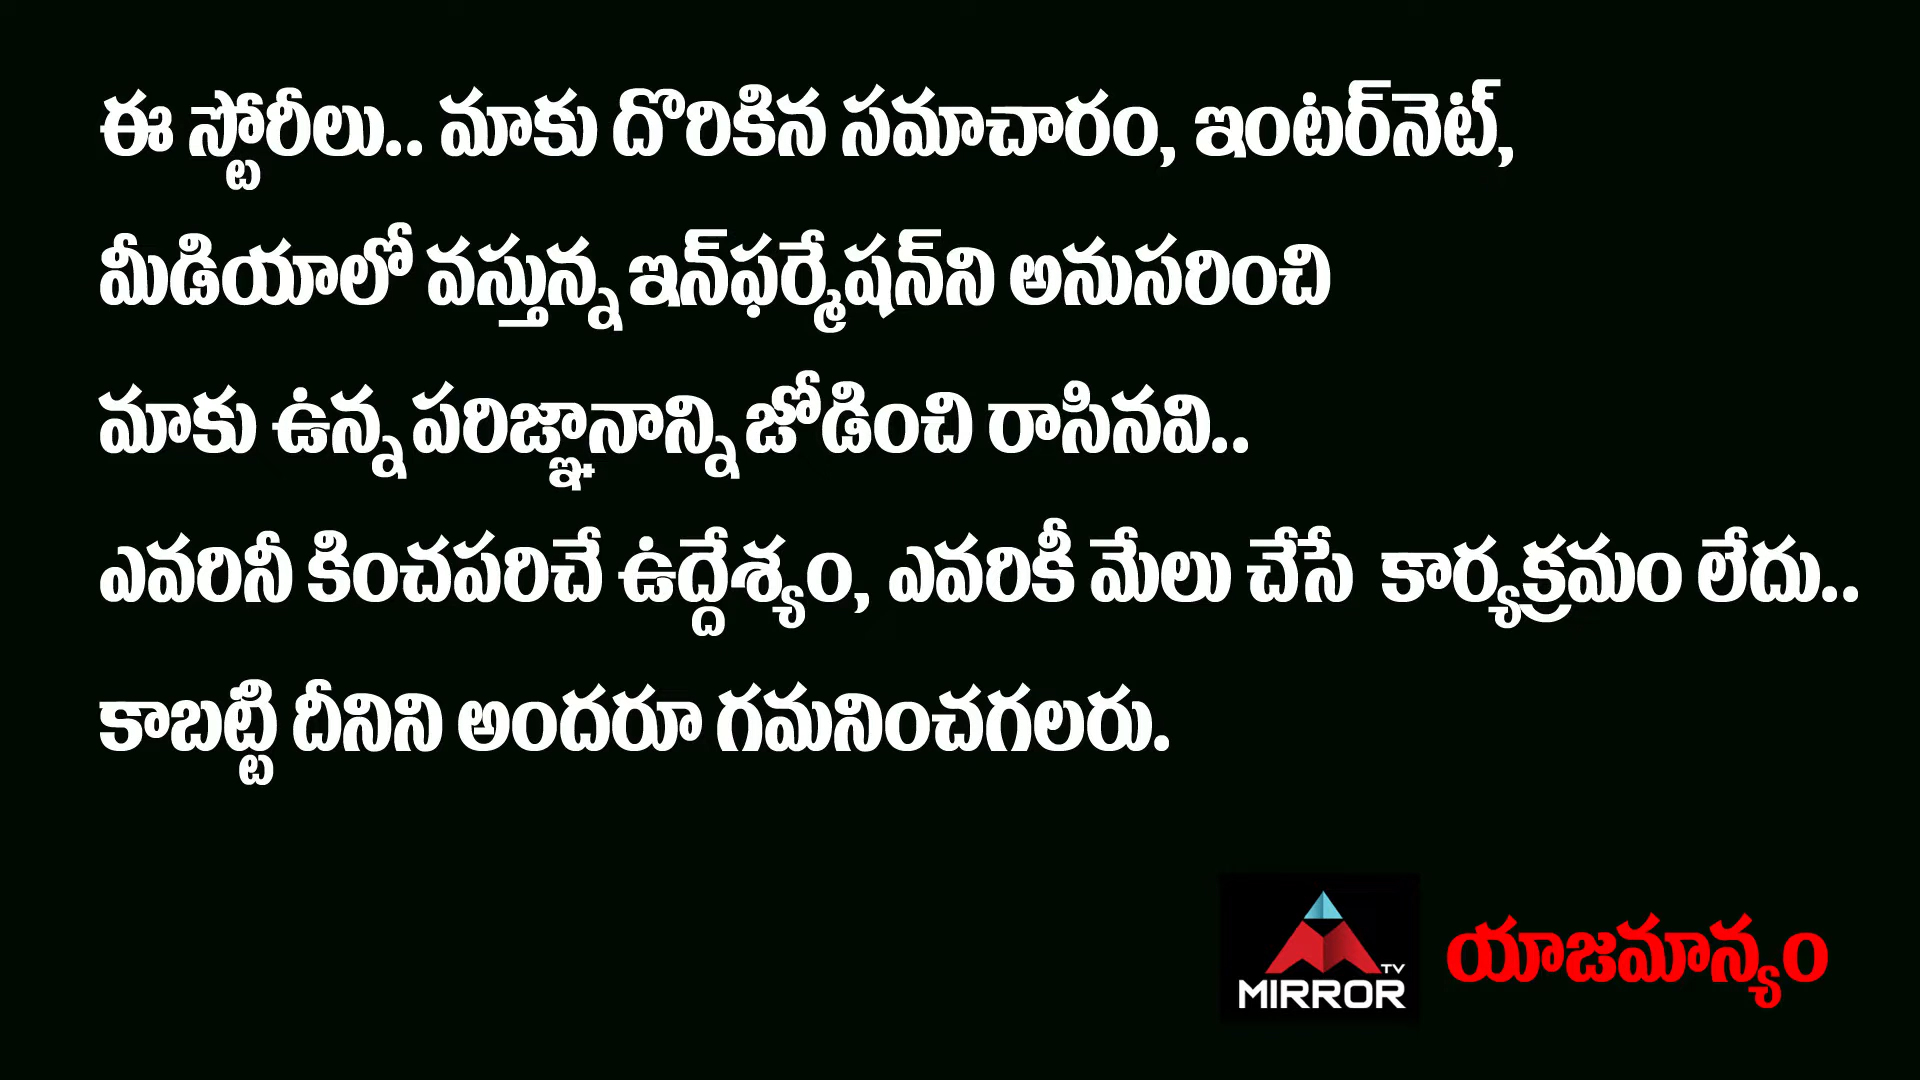 ఈ స్టోరీలు.. మాకు దొరికిన సమాచారం, ఇంటర్‌నెట్,
మీడియాలో వస్తున్న ఇన్‌ఫర్మేషన్‌ని అనుసరించి
మాకు ఉన్న పరిజ్ఞానాన్ని జోడించి రాసినవి..
ఎవరినీ కించపరిచే ఉద్దేశ్యం, ఎవరికీ మేలు చేసే కార్యక్రమం లేదు..
కాబట్టి దీనిని అందరూ గమనించగలరు.
TV
MIRROR
యాజమాన్యం